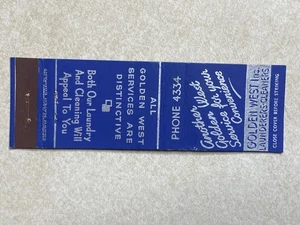 ALL
GOLDEN WEST
SERVICES ARE
DISTINCTIVE
Both Our Laundry
And Cleaning Will
Appeal To You
PHONE 4334
Another
Golden West
Service for your
Convenience
GOLDEN WEST, Inc.
LAUNDERERS-CLEANERS
CLOSE COVER BEFORE STRIKING